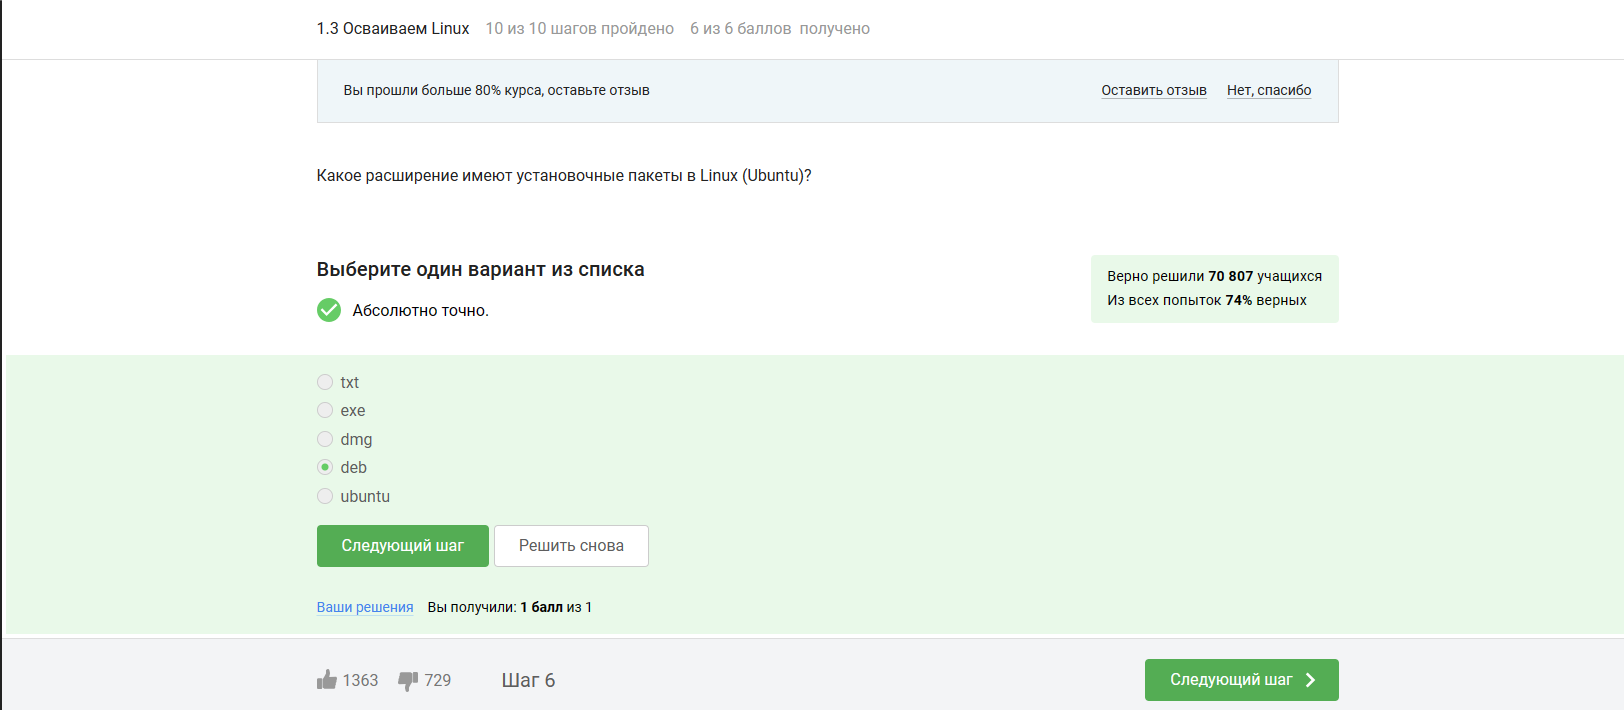 1.3 Осваиваем Linux 10 из 10 шагов пройдено 6 из 6 баллов получено
Вы прошли больше 80% курса, оставьте отзыв Оставить отзыв Нет, спасибо
Какое расширение имеют установочные пакеты в Linux (Ubuntu)?
Выберите один вариант из списка
Абсолютно точно.
Верно решили 70 807 учащихся
Из всех попыток 74% верных
txt
exe
dmg
deb
ubuntu
Следующий шаг Решить снова
Ваши решения Вы получили: 1 балл из 1
1363 729 Шаг 6 Следующий шаг